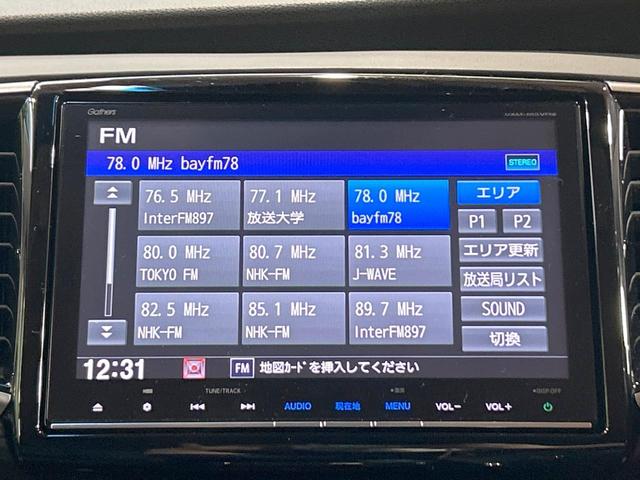 Gathers
FM
78.0 MHz bayfm78 STEREO
76.5 MHz 77.1 MHz 78.0 MHz エリア
InterFM897 放送大学 bayfm78 P1 P2
80.0 MHz 80.7 MHz 81.3 MHz エリア更新
TOKYO FM NHK-FM J-WAVE 放送局リスト
82.5 MHz 85.1 MHz 89.7 MHz SOUND
NHK-FM NHK-FM InterFM897 切換
12:31 FM 地図ｶｰﾄﾞを挿入してください
TUNE/TRACK 画面 DISP OFF
AUDIO 現在地 MENU VOL− VOL+